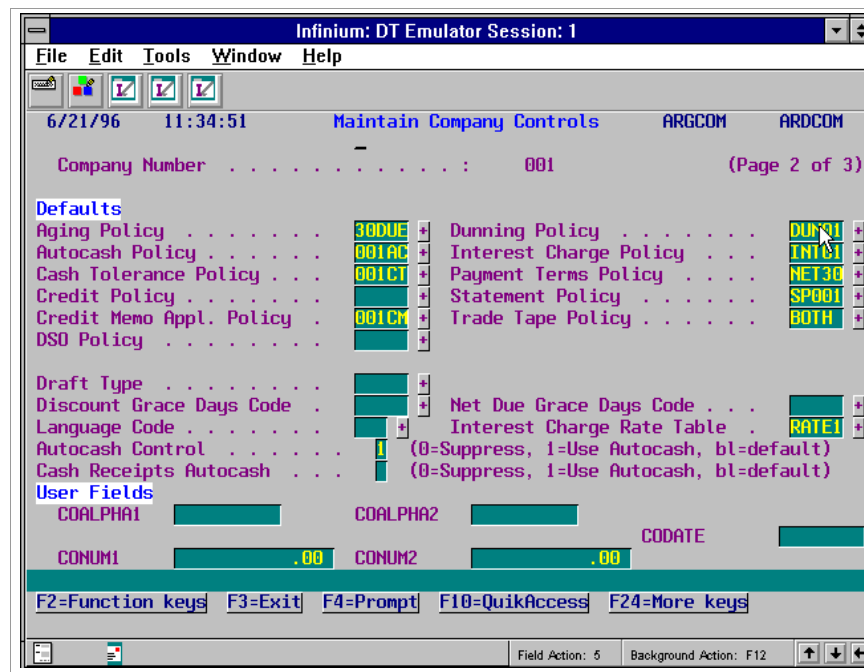 Infinium: DT Emulator Session: 1
File Edit Tools Window Help
6/21/96 11:34:51 Maintain Company Controls ARGCOM ARDCOM
Company Number . . . . . . . . . . . : 001 (Page 2 of 3)
Defaults
Aging Policy . . . . . . . 30DUE + Dunning Policy . . . . . . . DUN01 +
Autocash Policy . . . . . . 001AC + Interest Charge Policy . . . INTC1 +
Cash Tolerance Policy . . . 001CT + Payment Terms Policy . . . . NET30 +
Credit Policy . . . . . . . + Statement Policy . . . . . . SP001 +
Credit Memo Appl. Policy . 001CM + Trade Tape Policy . . . . . . BOTH +
DSO Policy . . . . . . . . +
Draft Type . . . . . . . . +
Discount Grace Days Code . + Net Due Grace Days Code . . . +
Language Code . . . . . . . + Interest Charge Rate Table . RATE1 +
Autocash Control . . . . . . 1 (0=Suppress, 1=Use Autocash, bl=default)
Cash Receipts Autocash . . . (0=Suppress, 1=Use Autocash, bl=default)
User Fields
COALPHA1 COALPHA2
CODATE
CONUM1 .00 CONUM2 .00
F2=Function keys F3=Exit F4=Prompt F10=QuikAccess F24=More keys
Field Action: 5 Background Action: F12